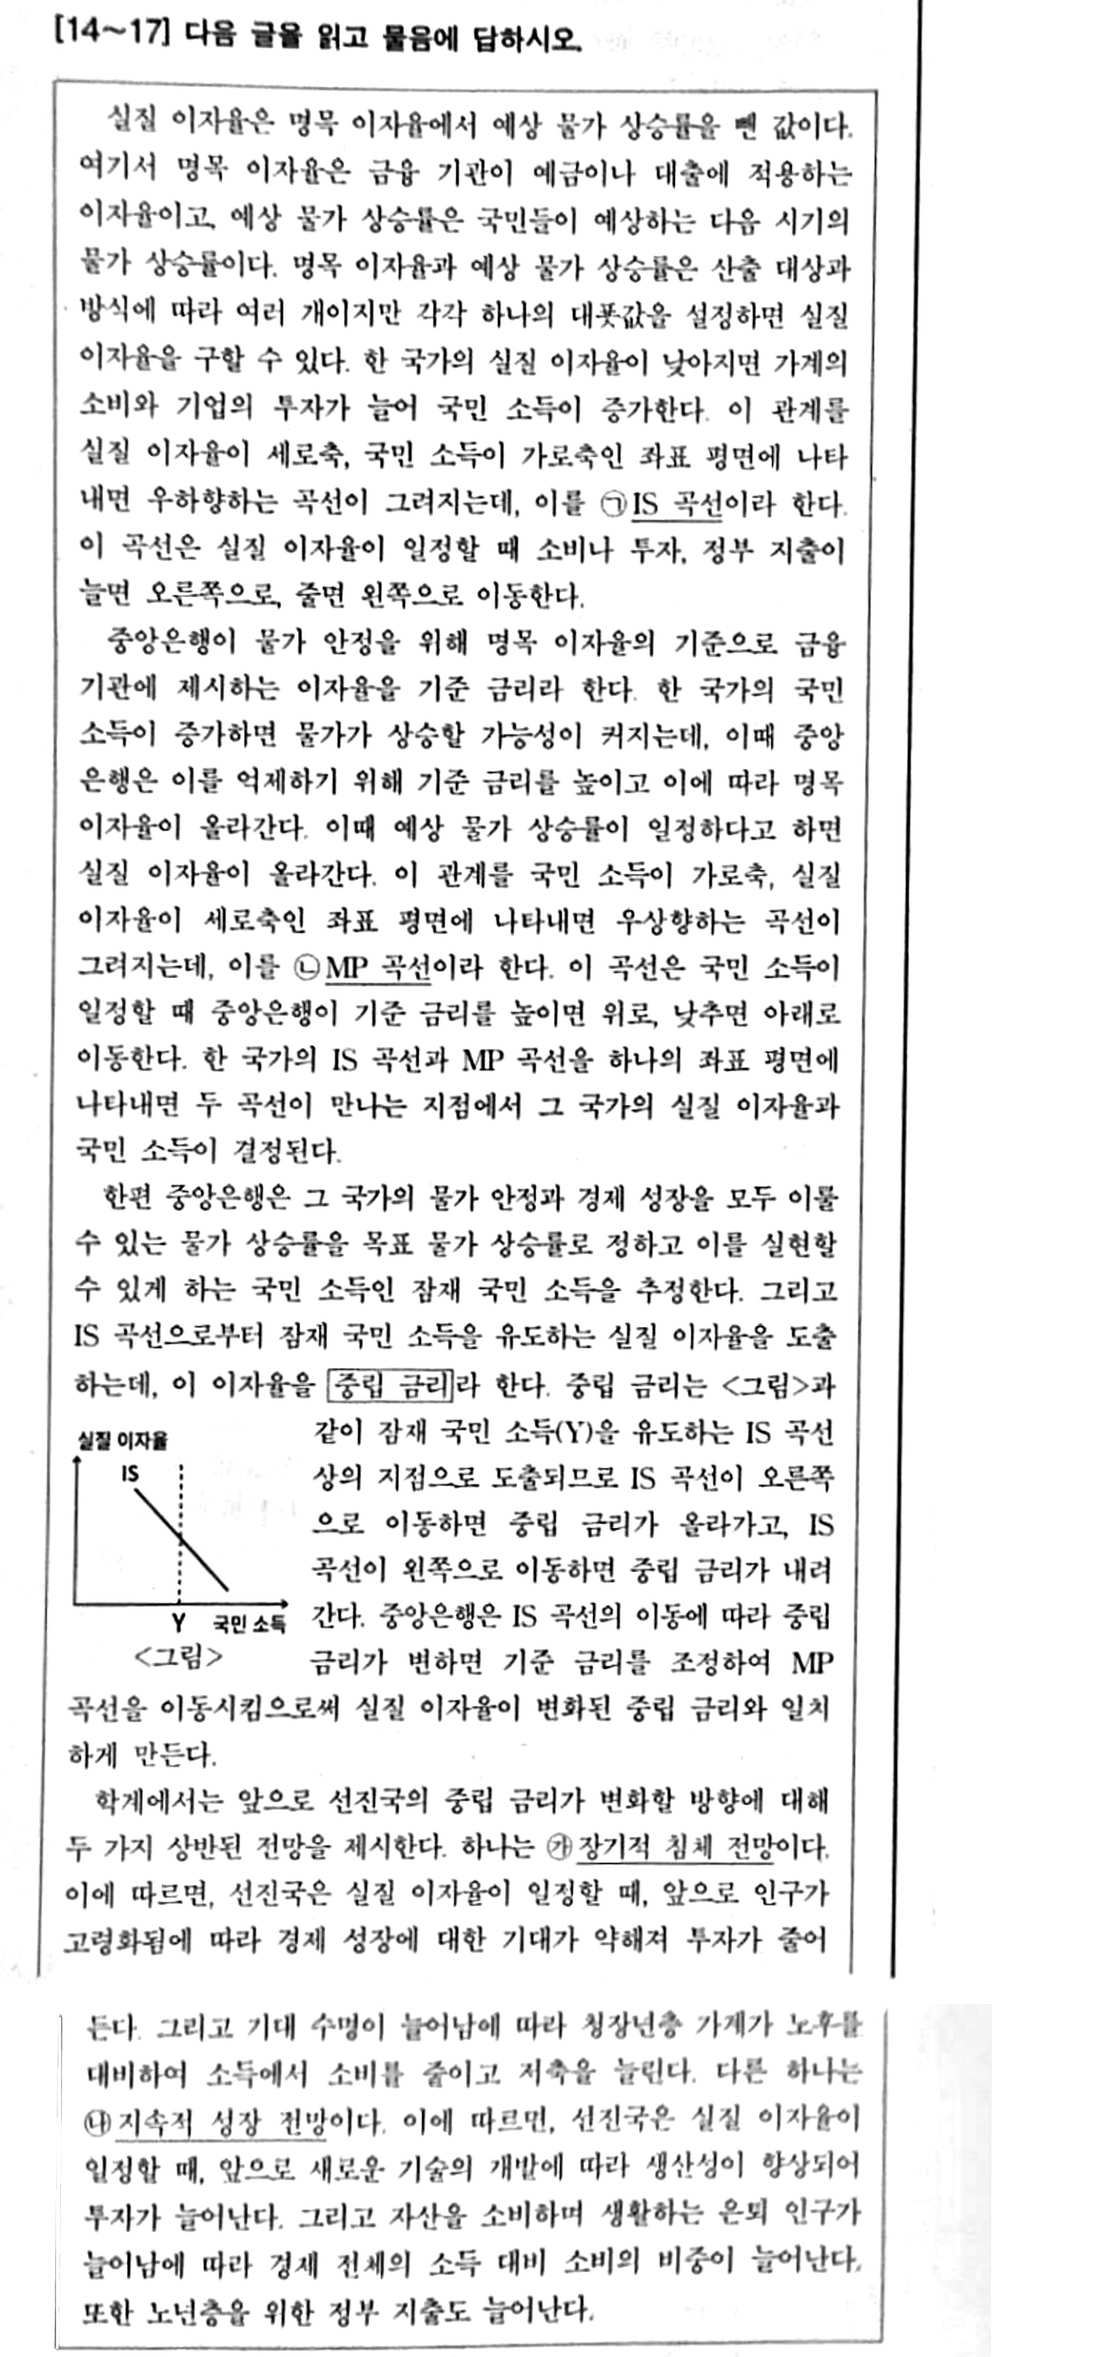 [14~17] 다음 글을 읽고 물음에 답하시오.
실질 이자율은 명목 이자율에서 예상 물가 상승률을 뺀 값이다.
여기서 명목 이자율은 금융 기관이 예금이나 대출에 적용하는
이자율이고, 예상 물가 상승률은 국민들이 예상하는 다음 시기의
물가 상승률이다. 명목 이자율과 예상 물가 상승률은 산출 대상과
방식에 따라 여러 개이지만 각각 하나의 대푯값을 설정하면 실질
이자율을 구할 수 있다. 한 국가의 실질 이자율이 낮아지면 가계의
소비와 기업의 투자가 늘어 국민 소득이 증가한다. 이 관계를
실질 이자율이 세로축, 국민 소득이 가로축인 좌표 평면에 나타
내면 우하향하는 곡선이 그려지는데, 이를 ㉠IS 곡선이라 한다.
이 곡선은 실질 이자율이 일정할 때 소비나 투자, 정부 지출이
늘면 오른쪽으로, 줄면 왼쪽으로 이동한다.
중앙은행이 물가 안정을 위해 명목 이자율의 기준으로 금융
기관에 제시하는 이자율을 기준 금리라 한다. 한 국가의 국민
소득이 증가하면 물가가 상승할 가능성이 커지는데, 이때 중앙
은행은 이를 억제하기 위해 기준 금리를 높이고 이에 따라 명목
이자율이 올라간다. 이때 예상 물가 상승률이 일정하다고 하면
실질 이자율이 올라간다. 이 관계를 국민 소득이 가로축, 실질
이자율이 세로축인 좌표 평면에 나타내면 우상향하는 곡선이
그려지는데, 이를 ㉡MP 곡선이라 한다. 이 곡선은 국민 소득이
일정할 때 중앙은행이 기준 금리를 높이면 위로, 낮추면 아래로
이동한다. 한 국가의 IS 곡선과 MP 곡선을 하나의 좌표 평면에
나타내면 두 곡선이 만나는 지점에서 그 국가의 실질 이자율과
국민 소득이 결정된다.
한편 중앙은행은 그 국가의 물가 안정과 경제 성장을 모두 이룰
수 있는 물가 상승률을 목표 물가 상승률로 정하고 이를 실현할
수 있게 하는 국민 소득인 잠재 국민 소득을 추정한다. 그리고
IS 곡선으로부터 잠재 국민 소득을 유도하는 실질 이자율을 도출
하는데, 이 이자율을 중립 금리라 한다. 중립 금리는 <그림>과
같이 잠재 국민 소득(Y)을 유도하는 IS 곡선
상의 지점으로 도출되므로 IS 곡선이 오른쪽
으로 이동하면 중립 금리가 올라가고, IS
곡선이 왼쪽으로 이동하면 중립 금리가 내려
간다. 중앙은행은 IS 곡선의 이동에 따라 중립
금리가 변하면 기준 금리를 조정하여 MP
실질 이자율
IS
Y 국민 소득
<그림>
곡선을 이동시킴으로써 실질 이자율이 변화된 중립 금리와 일치
하게 만든다.
학계에서는 앞으로 선진국의 중립 금리가 변화할 방향에 대해
두 가지 상반된 전망을 제시한다. 하나는 ㉮장기적 침체 전망이다.
이에 따르면, 선진국은 실질 이자율이 일정할 때, 앞으로 인구가
고령화됨에 따라 경제 성장에 대한 기대가 약해져 투자가 줄어
든다. 그리고 기대 수명이 늘어남에 따라 청장년층 가계가 노후를
대비하여 소득에서 소비를 줄이고 저축을 늘린다. 다른 하나는
㉯지속적 성장 전망이다. 이에 따르면, 선진국은 실질 이자율이
일정할 때, 앞으로 새로운 기술의 개발에 따라 생산성이 향상되어
투자가 늘어난다. 그리고 자산을 소비하며 생활하는 은퇴 인구가
늘어남에 따라 경제 전체의 소득 대비 소비의 비중이 늘어난다.
또한 노년층을 위한 정부 지출도 늘어난다.